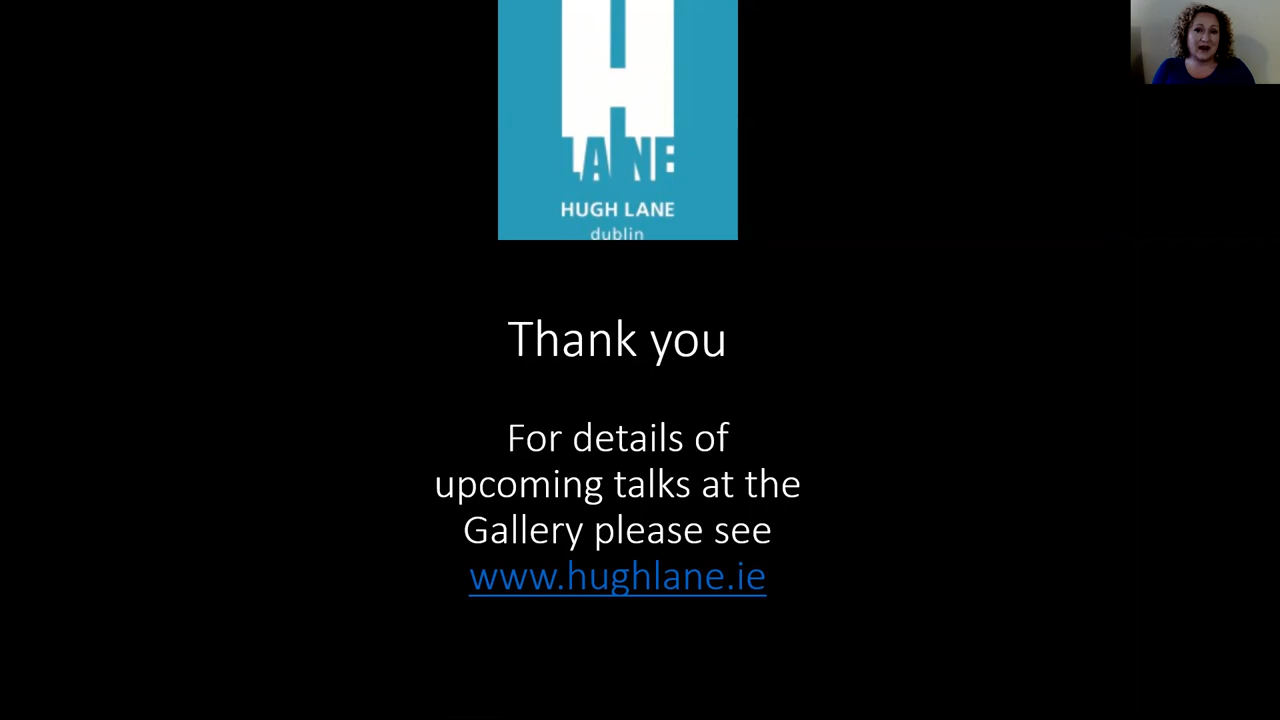 H
LANE
HUGH LANE
dublin
Thank you
For details of
upcoming talks at the
Gallery please see
www.hughlane.ie